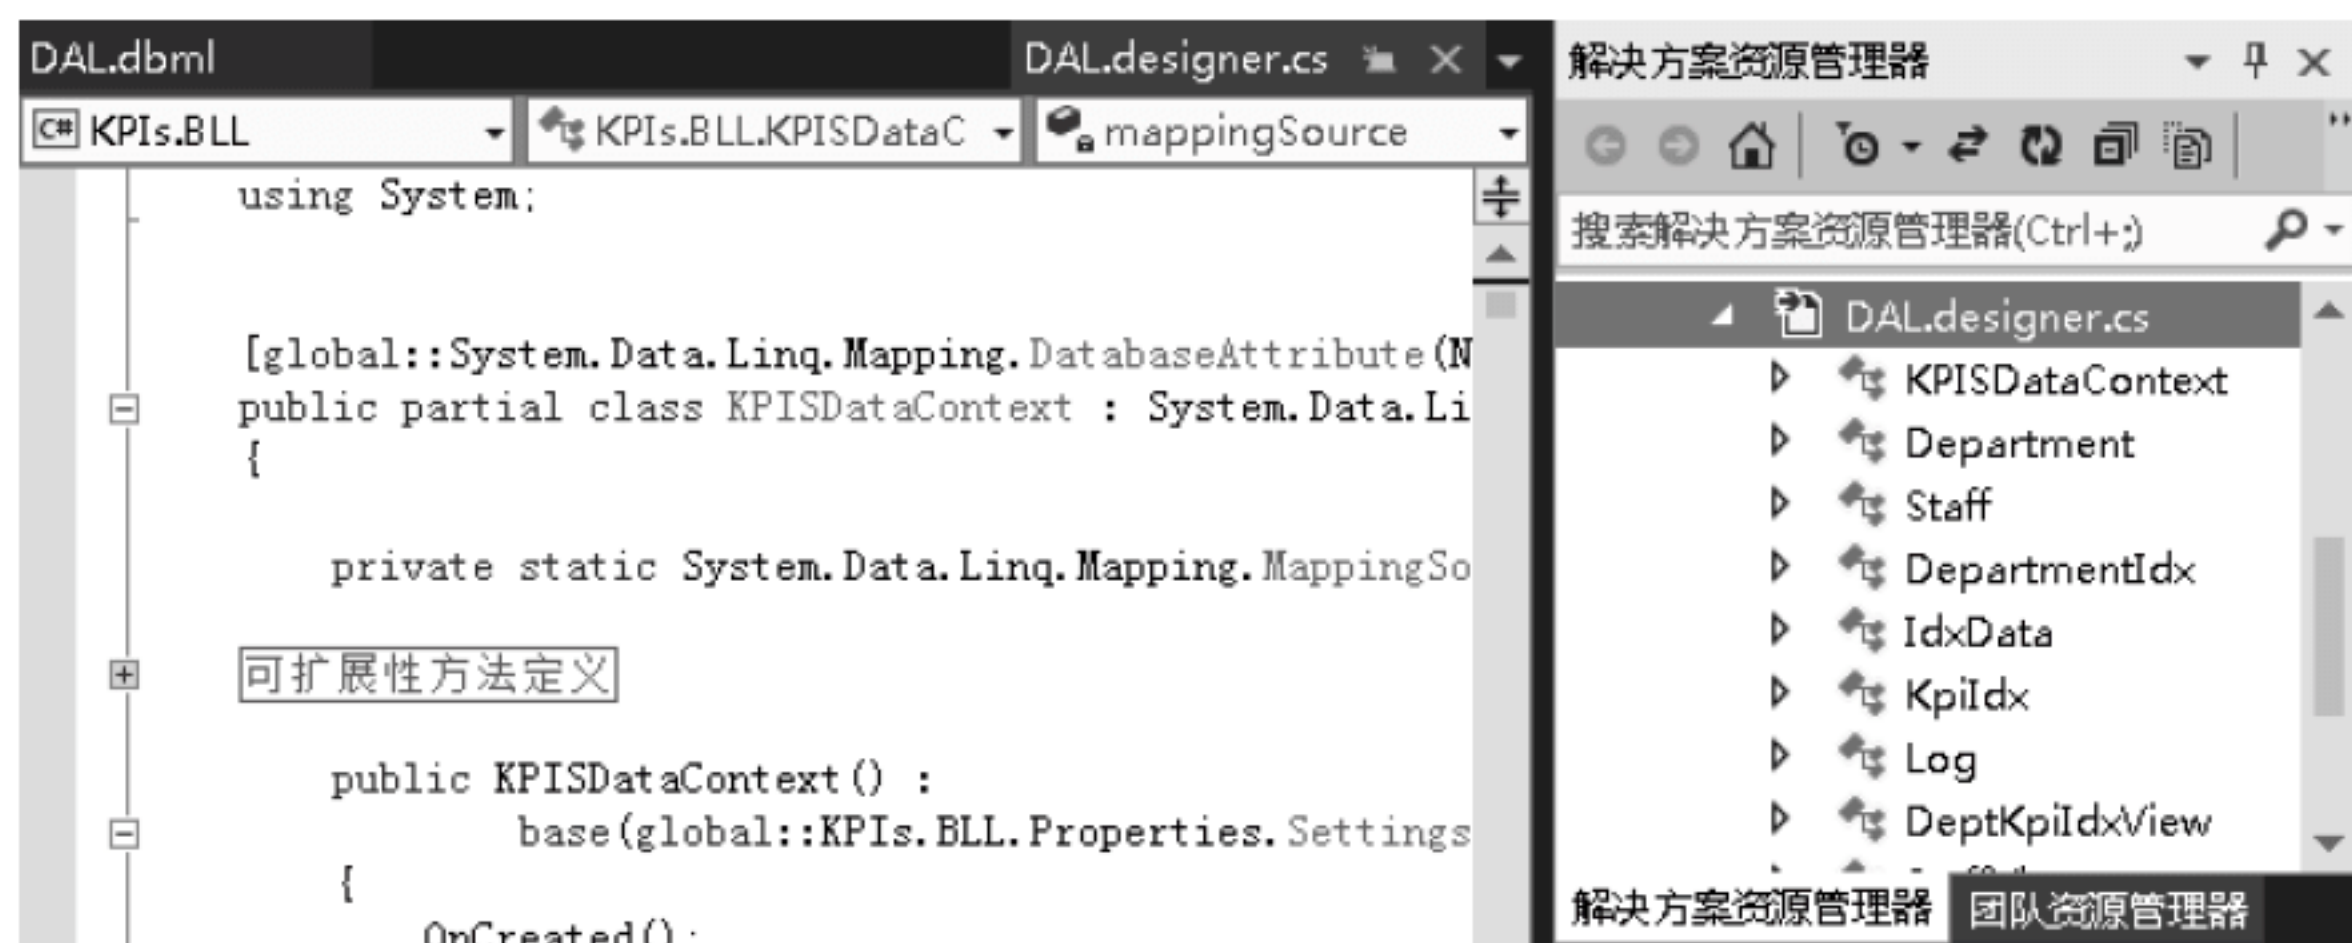 DAL.dbml
DAL.designer.cs
C# KPIs.BLL
KPIs.BLL.KPISDataC
mappingSource
using System;
[global::System.Data.Linq.Mapping.DatabaseAttribute(N
public partial class KPISDataContext : System.Data.Li
{
private static System.Data.Linq.Mapping.MappingSo
可扩展性方法定义
public KPISDataContext() :
base(global::KPIs.BLL.Properties.Settings
{
OnCreated();
解决方案资源管理器
搜索解决方案资源管理器(Ctrl+;)
DAL.designer.cs
KPISDataContext
Department
Staff
DepartmentIdx
IdxData
KpiIdx
Log
DeptKpiIdxView
解决方案资源管理器
团队资源管理器